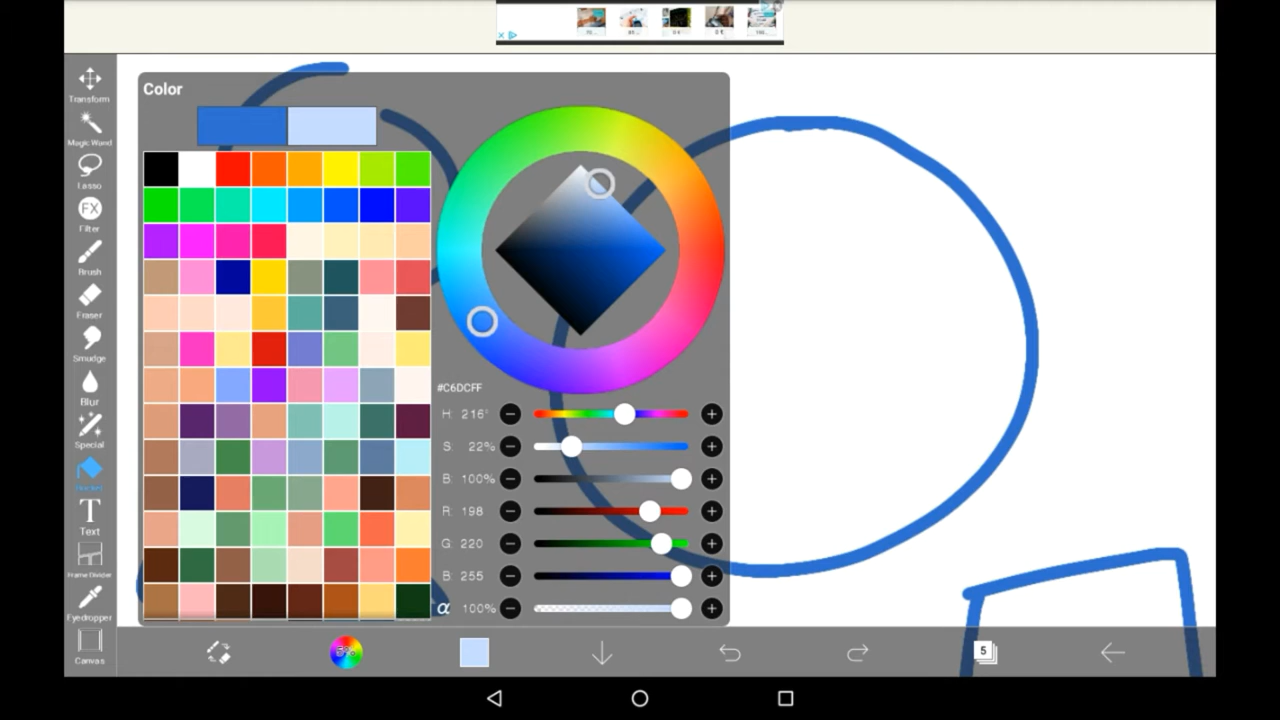 Transform
Color
Magic Wand
Lasso
FX
Filter
Brush
Eraser
Smudge
#C6DCFF
Blur
H: 216°
S: 22%
Special
B: 100%
R: 198
T
Text
G: 220
Frame Divider
B: 255
α 100%
Eyedropper
Canvas
5